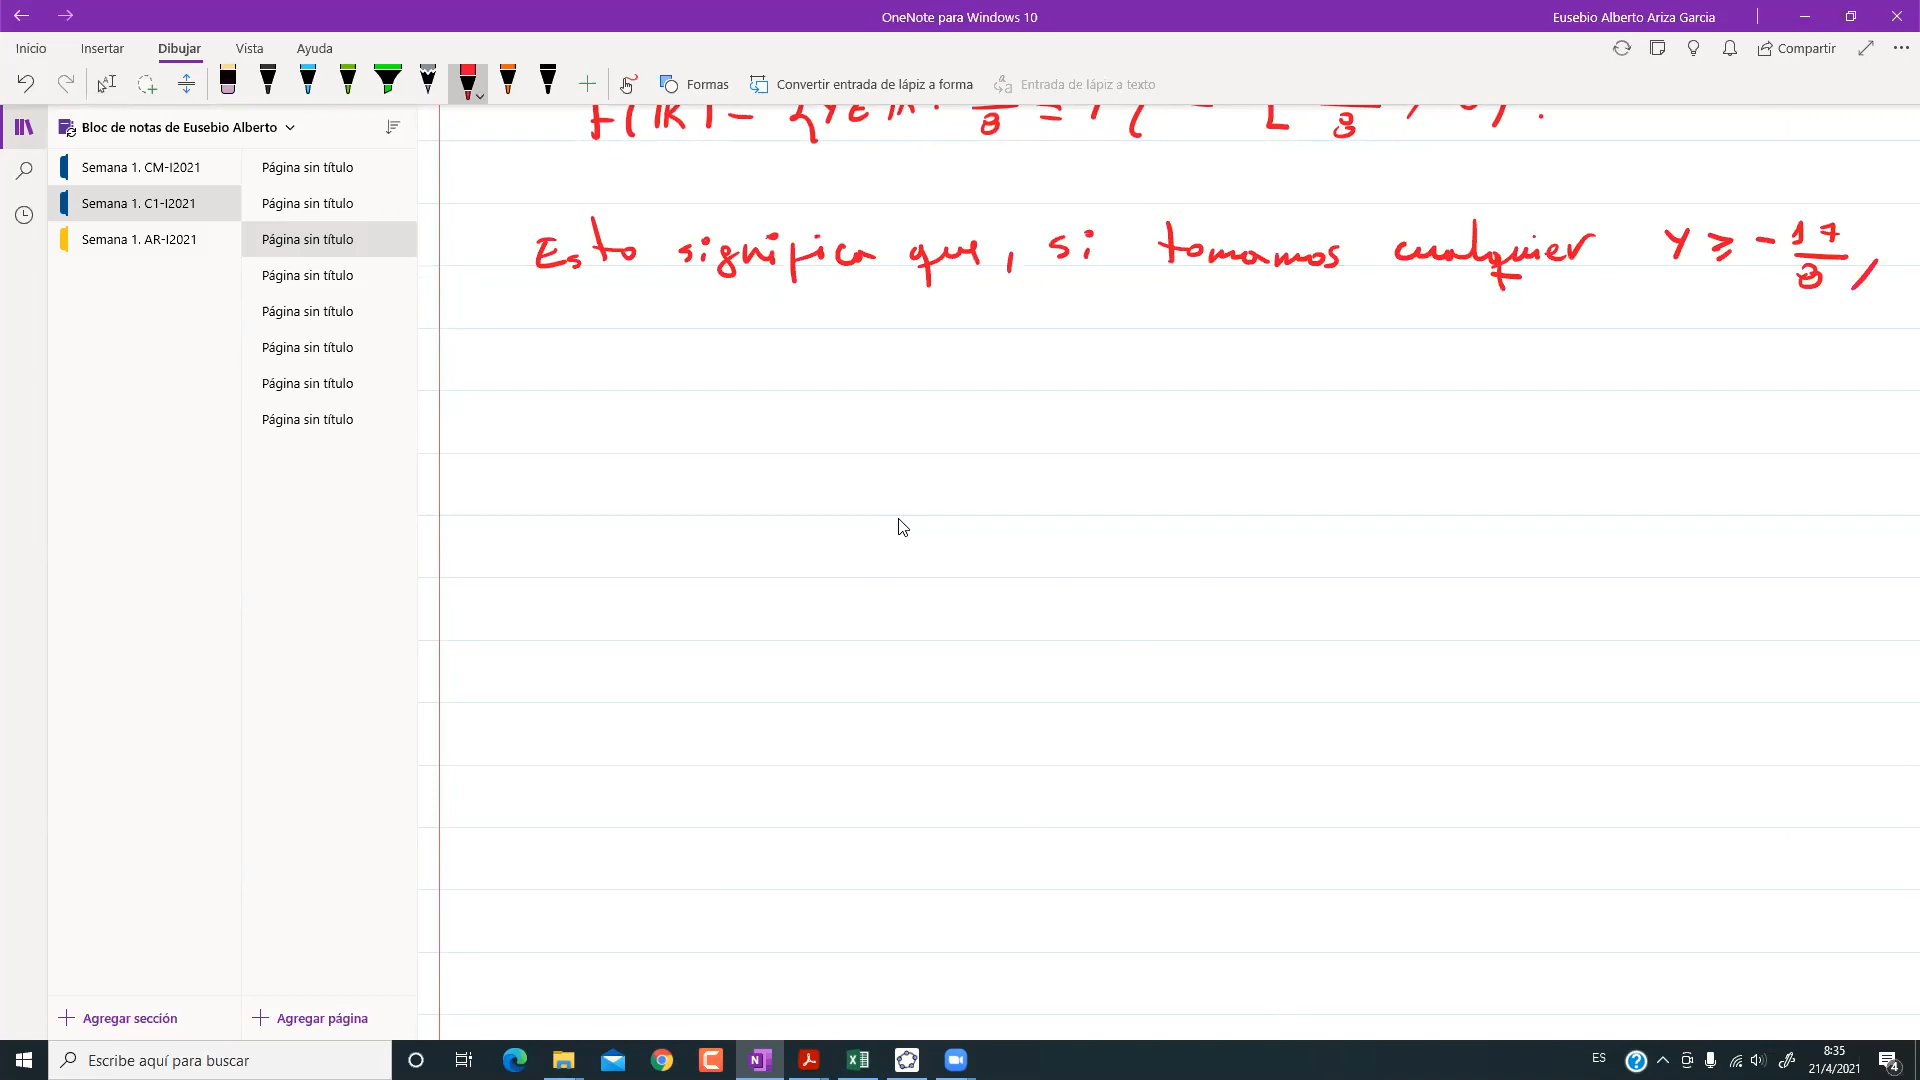 OneNote para Windows 10
Eusebio Alberto Ariza Garcia
Inicio Insertar Dibujar Vista Ayuda
Compartir
Formas Convertir entrada de lápiz a forma Entrada de lápiz a texto
Bloc de notas de Eusebio Alberto
Semana 1. CM-I2021
Semana 1. C1-I2021
Semana 1. AR-I2021
Página sin título
Página sin título
Página sin título
Página sin título
Página sin título
Página sin título
Página sin título
Página sin título
Esto significa que, si tomamos cualquier y ≥ -17/8,
Agregar sección
Agregar página
Escribe aquí para buscar
ES
8:35
21/4/2021
4